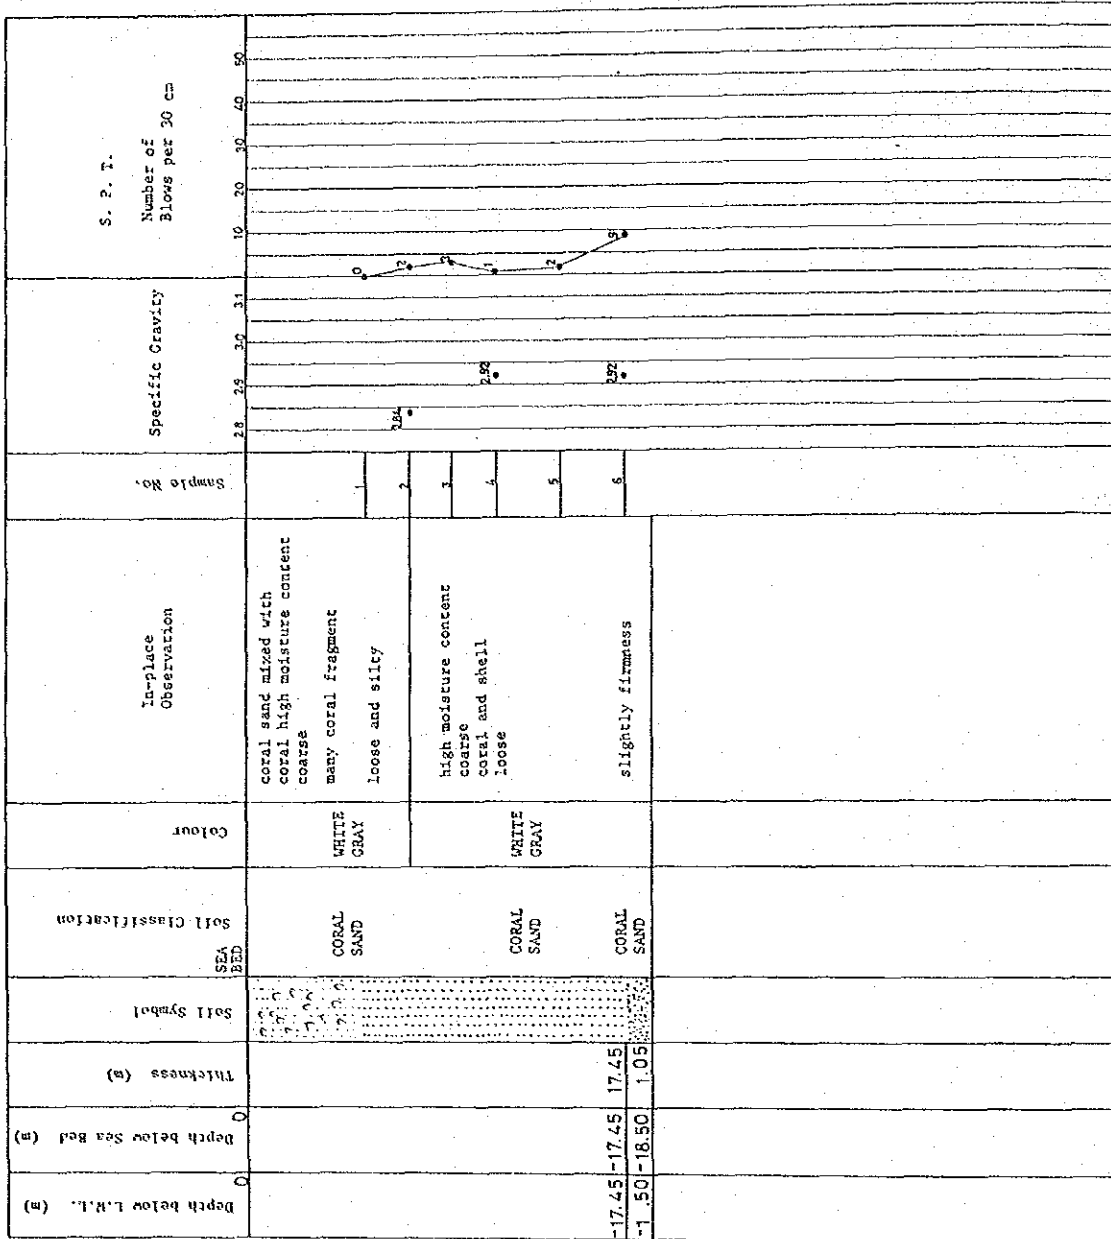 Depth below L.W.L. (m)
Depth below Sea Bed (m)
Thickness (m)
Soil Symbol
Soil Classification
Colour
In-place
Observation
Sample No.
Specific Gravity
S. P. T.
Number of
Blows per 30 cm
0
0
SEA
BED
2.8
2.9
3.0
3.1
10
20
30
40
50
CORAL
SAND
WHITE
GRAY
coral sand mixed with
coral high moisture content
coarse
many coral fragment
loose and silty
1
2
0
2
CORAL
SAND
WHITE
GRAY
high moisture content
coarse
coral and shell
loose
3
4
5
2.92
3
1
2
-17.45
-17.45
17.45
CORAL
SAND
slightly firmness
6
2.92
9
-18.50
1.05